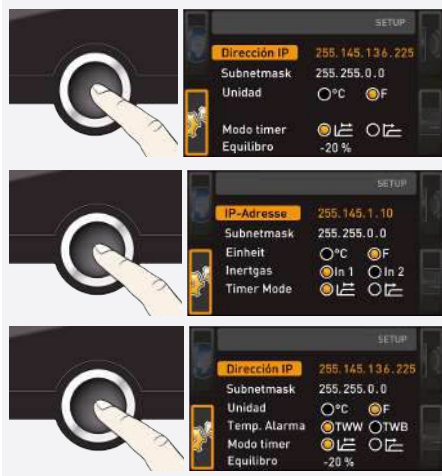 SETUP
Dirección IP 255.145.136.225
Subnetmask 255.255.0.0
Unidad °C F
Modo timer
Equilibro -20 %
SETUP
IP-Adresse 255.145.1.10
Subnetmask 255.255.0.0
Einheit °C F
Inertgas In 1 In 2
Timer Mode
SETUP
Dirección IP 255.145.136.225
Subnetmask 255.255.0.0
Unidad °C F
Temp. Alarma TWW TWB
Modo timer
Equilibro -20 %